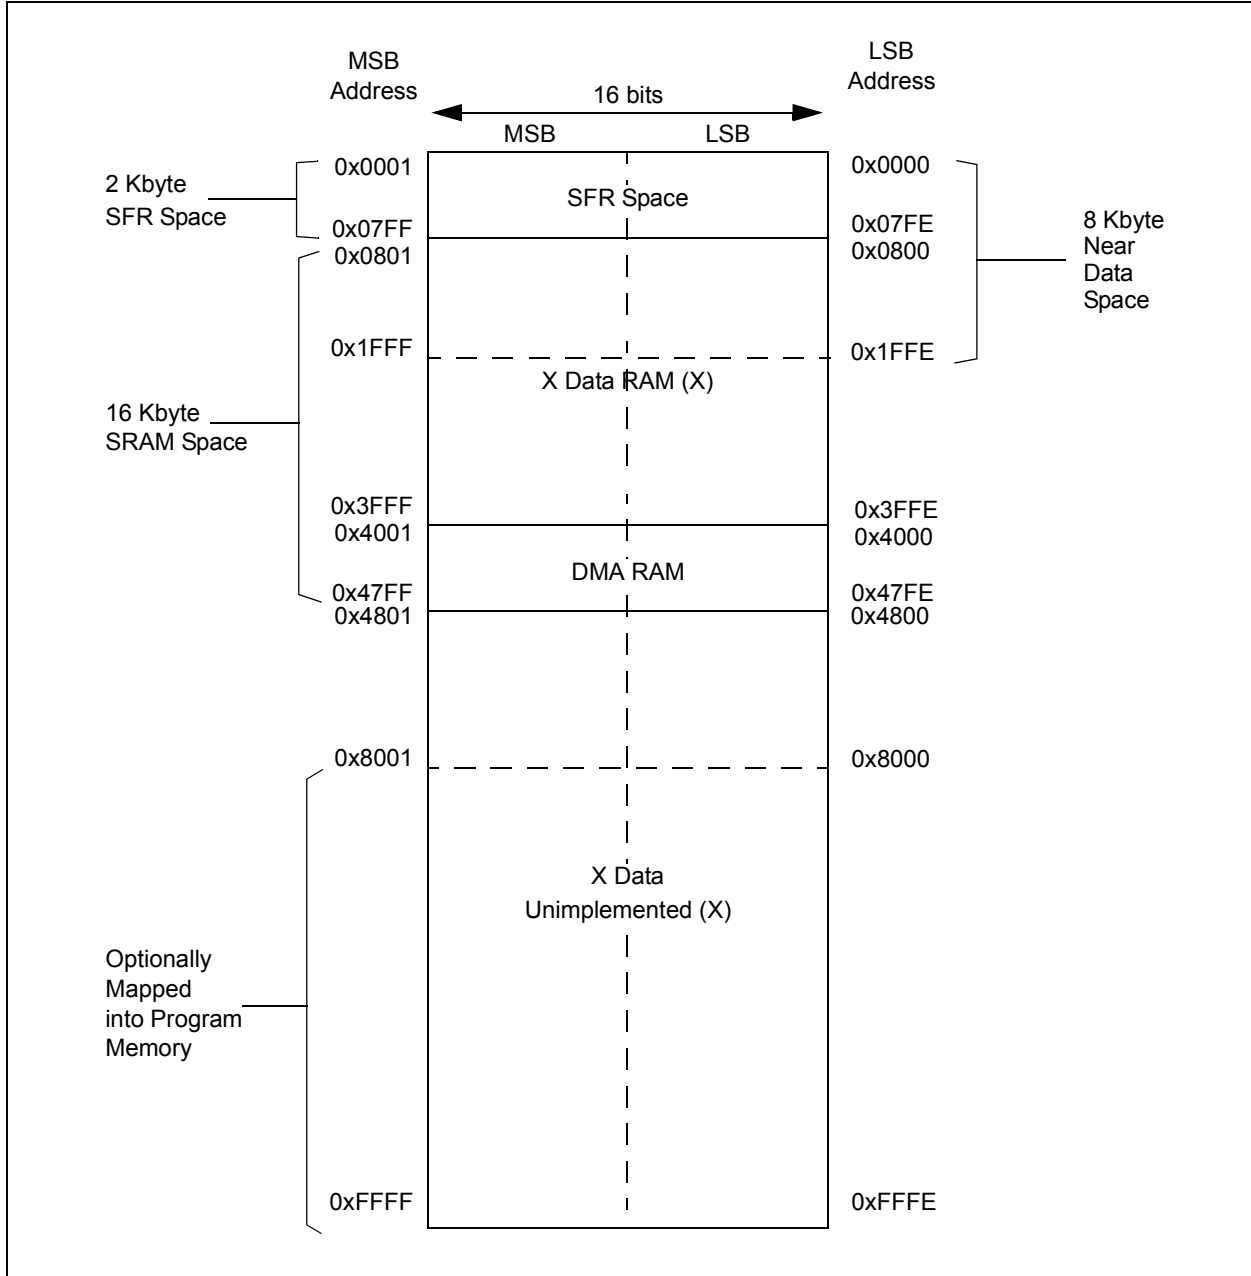 MSB
Address
LSB
Address
16 bits
MSB
LSB
0x0001
0x0000
2 Kbyte
SFR Space
SFR Space
0x07FF
0x07FE
0x0801
0x0800
8 Kbyte
Near
Data
Space
0x1FFF
0x1FFE
X Data RAM (X)
16 Kbyte
SRAM Space
0x3FFF
0x3FFE
0x4001
0x4000
DMA RAM
0x47FF
0x47FE
0x4801
0x4800
0x8001
0x8000
X Data
Unimplemented (X)
Optionally
Mapped
into Program
Memory
0xFFFF
0xFFFE